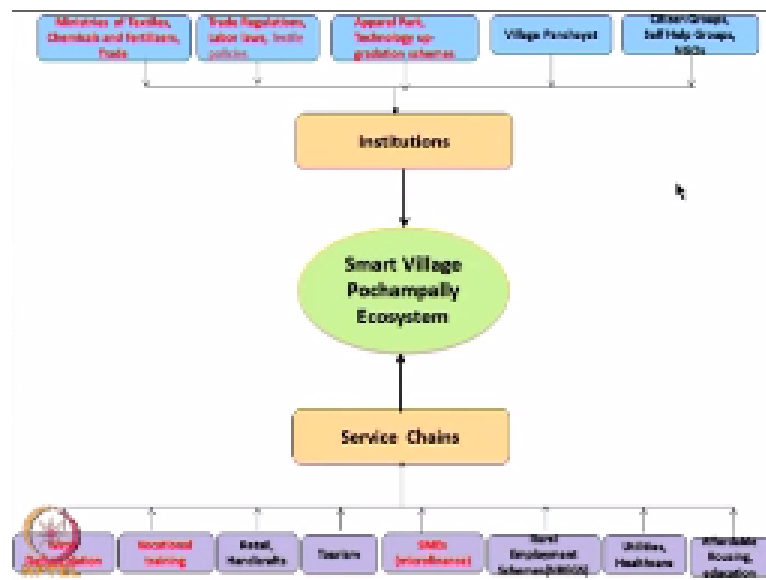 Ministries of Textiles,
Chemicals and Fertilizers,
Trade
Trade Regulations,
Labor laws, textile
policies
Apparel Park,
Technology up-
gradation schemes
Village Panchayat
Citizen Groups,
Self Help Groups,
NGOs
Institutions
Smart Village
Pochampally
Ecosystem
Service Chains
Vocational
training
Retail,
Handicrafts
Tourism
SMEs
(microfinance)
Rural
Employment
Utilities,
Healthcare
Affordable
Housing,
education